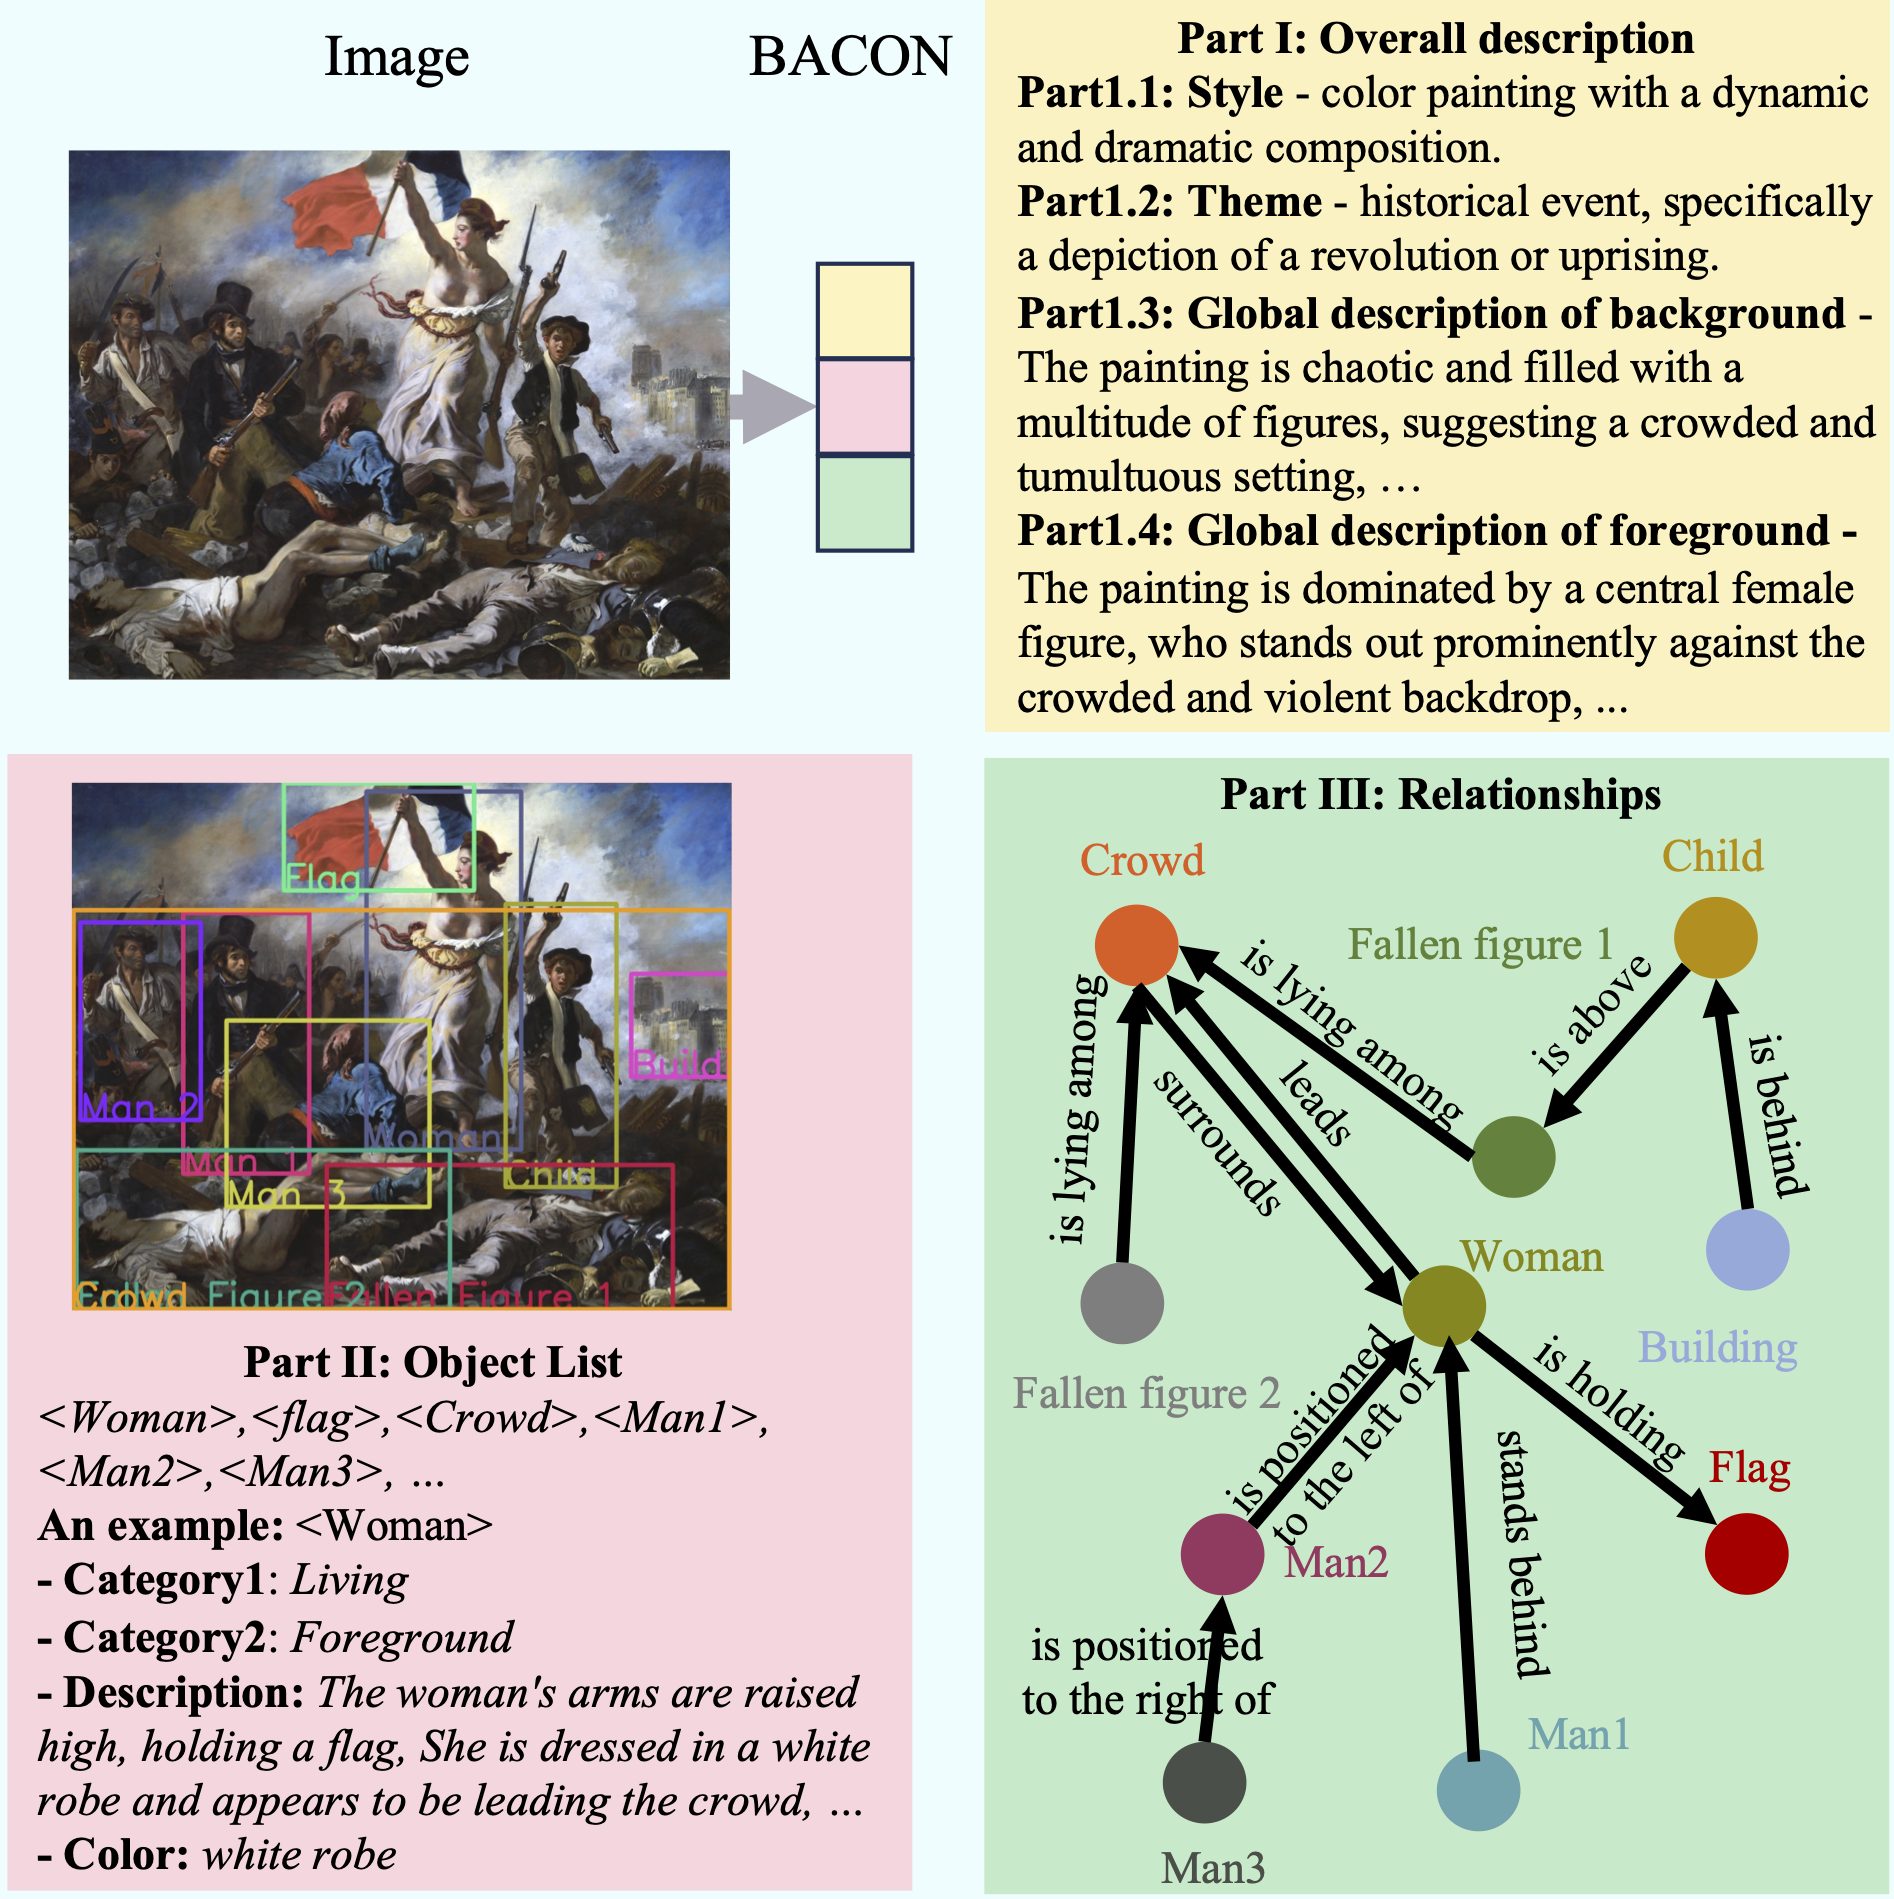 Image
BACON
Part I: Overall description
Part1.1: Style - color painting with a dynamic
and dramatic composition.
Part1.2: Theme - historical event, specifically
a depiction of a revolution or uprising.
Part1.3: Global description of background -
The painting is chaotic and filled with a
multitude of figures, suggesting a crowded and
tumultuous setting, …
Part1.4: Global description of foreground -
The painting is dominated by a central female
figure, who stands out prominently against the
crowded and violent backdrop, ...
Flag
Man 2
Man 1
Man 3
Woman
Child
Build
Crowd
Figure 2
Fallen Figure 1
Part II: Object List
<Woman>,<flag>,<Crowd>,<Man1>,
<Man2>,<Man3>, ...
An example: <Woman>
- Category1: Living
- Category2: Foreground
- Description: The woman's arms are raised
high, holding a flag, She is dressed in a white
robe and appears to be leading the crowd, ...
- Color: white robe
Part III: Relationships
Crowd
Child
Fallen figure 1
is lying among
is above
is behind
is lying among
surrounds
leads
Woman
Building
Fallen figure 2
is positioned
to the left of
is holding
Flag
stands behind
Man2
is positioned
to the right of
Man1
Man3